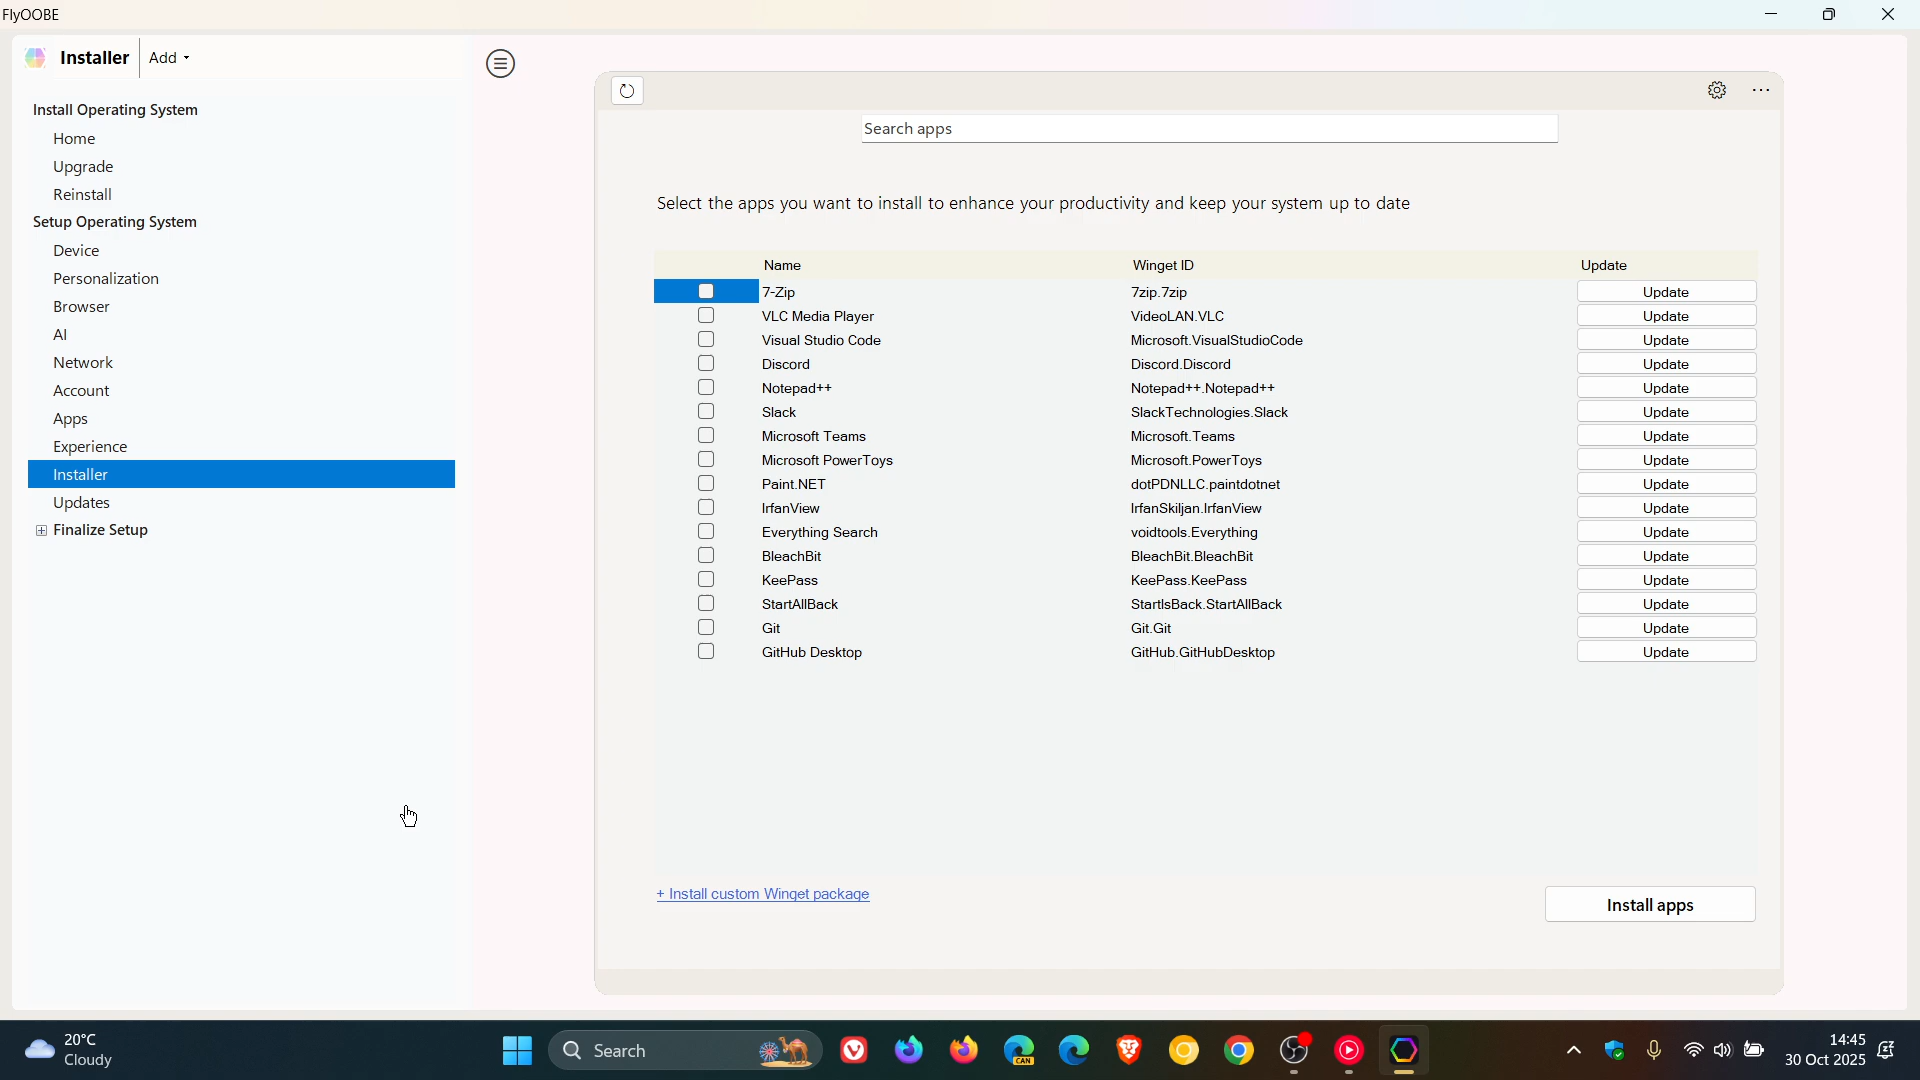 FlyOOBE
Installer
Add
Install Operating System
Home
Upgrade
Reinstall
Setup Operating System
Device
Personalization
Browser
AI
Network
Account
Apps
Experience
Installer
Updates
Finalize Setup
Search apps
Select the apps you want to install to enhance your productivity and keep your system up to date
Name Winget ID Update
7-Zip 7zip.7zip Update
VLC Media Player VideoLAN.VLC Update
Visual Studio Code Microsoft.VisualStudioCode Update
Discord Discord.Discord Update
Notepad++ Notepad++.Notepad++ Update
Slack SlackTechnologies.Slack Update
Microsoft Teams Microsoft.Teams Update
Microsoft PowerToys Microsoft.PowerToys Update
Paint.NET dotPDNLLC.paintdotnet Update
IrfanView IrfanSkiljan.IrfanView Update
Everything Search voidtools.Everything Update
BleachBit BleachBit.BleachBit Update
KeePass KeePass.KeePass Update
StartAllBack StartIsBack.StartAllBack Update
Git Git.Git Update
GitHub Desktop GitHub.GitHubDesktop Update
+ Install custom Winget package
Install apps
20°C
Cloudy
Search
CAN
14:45
30 Oct 2025